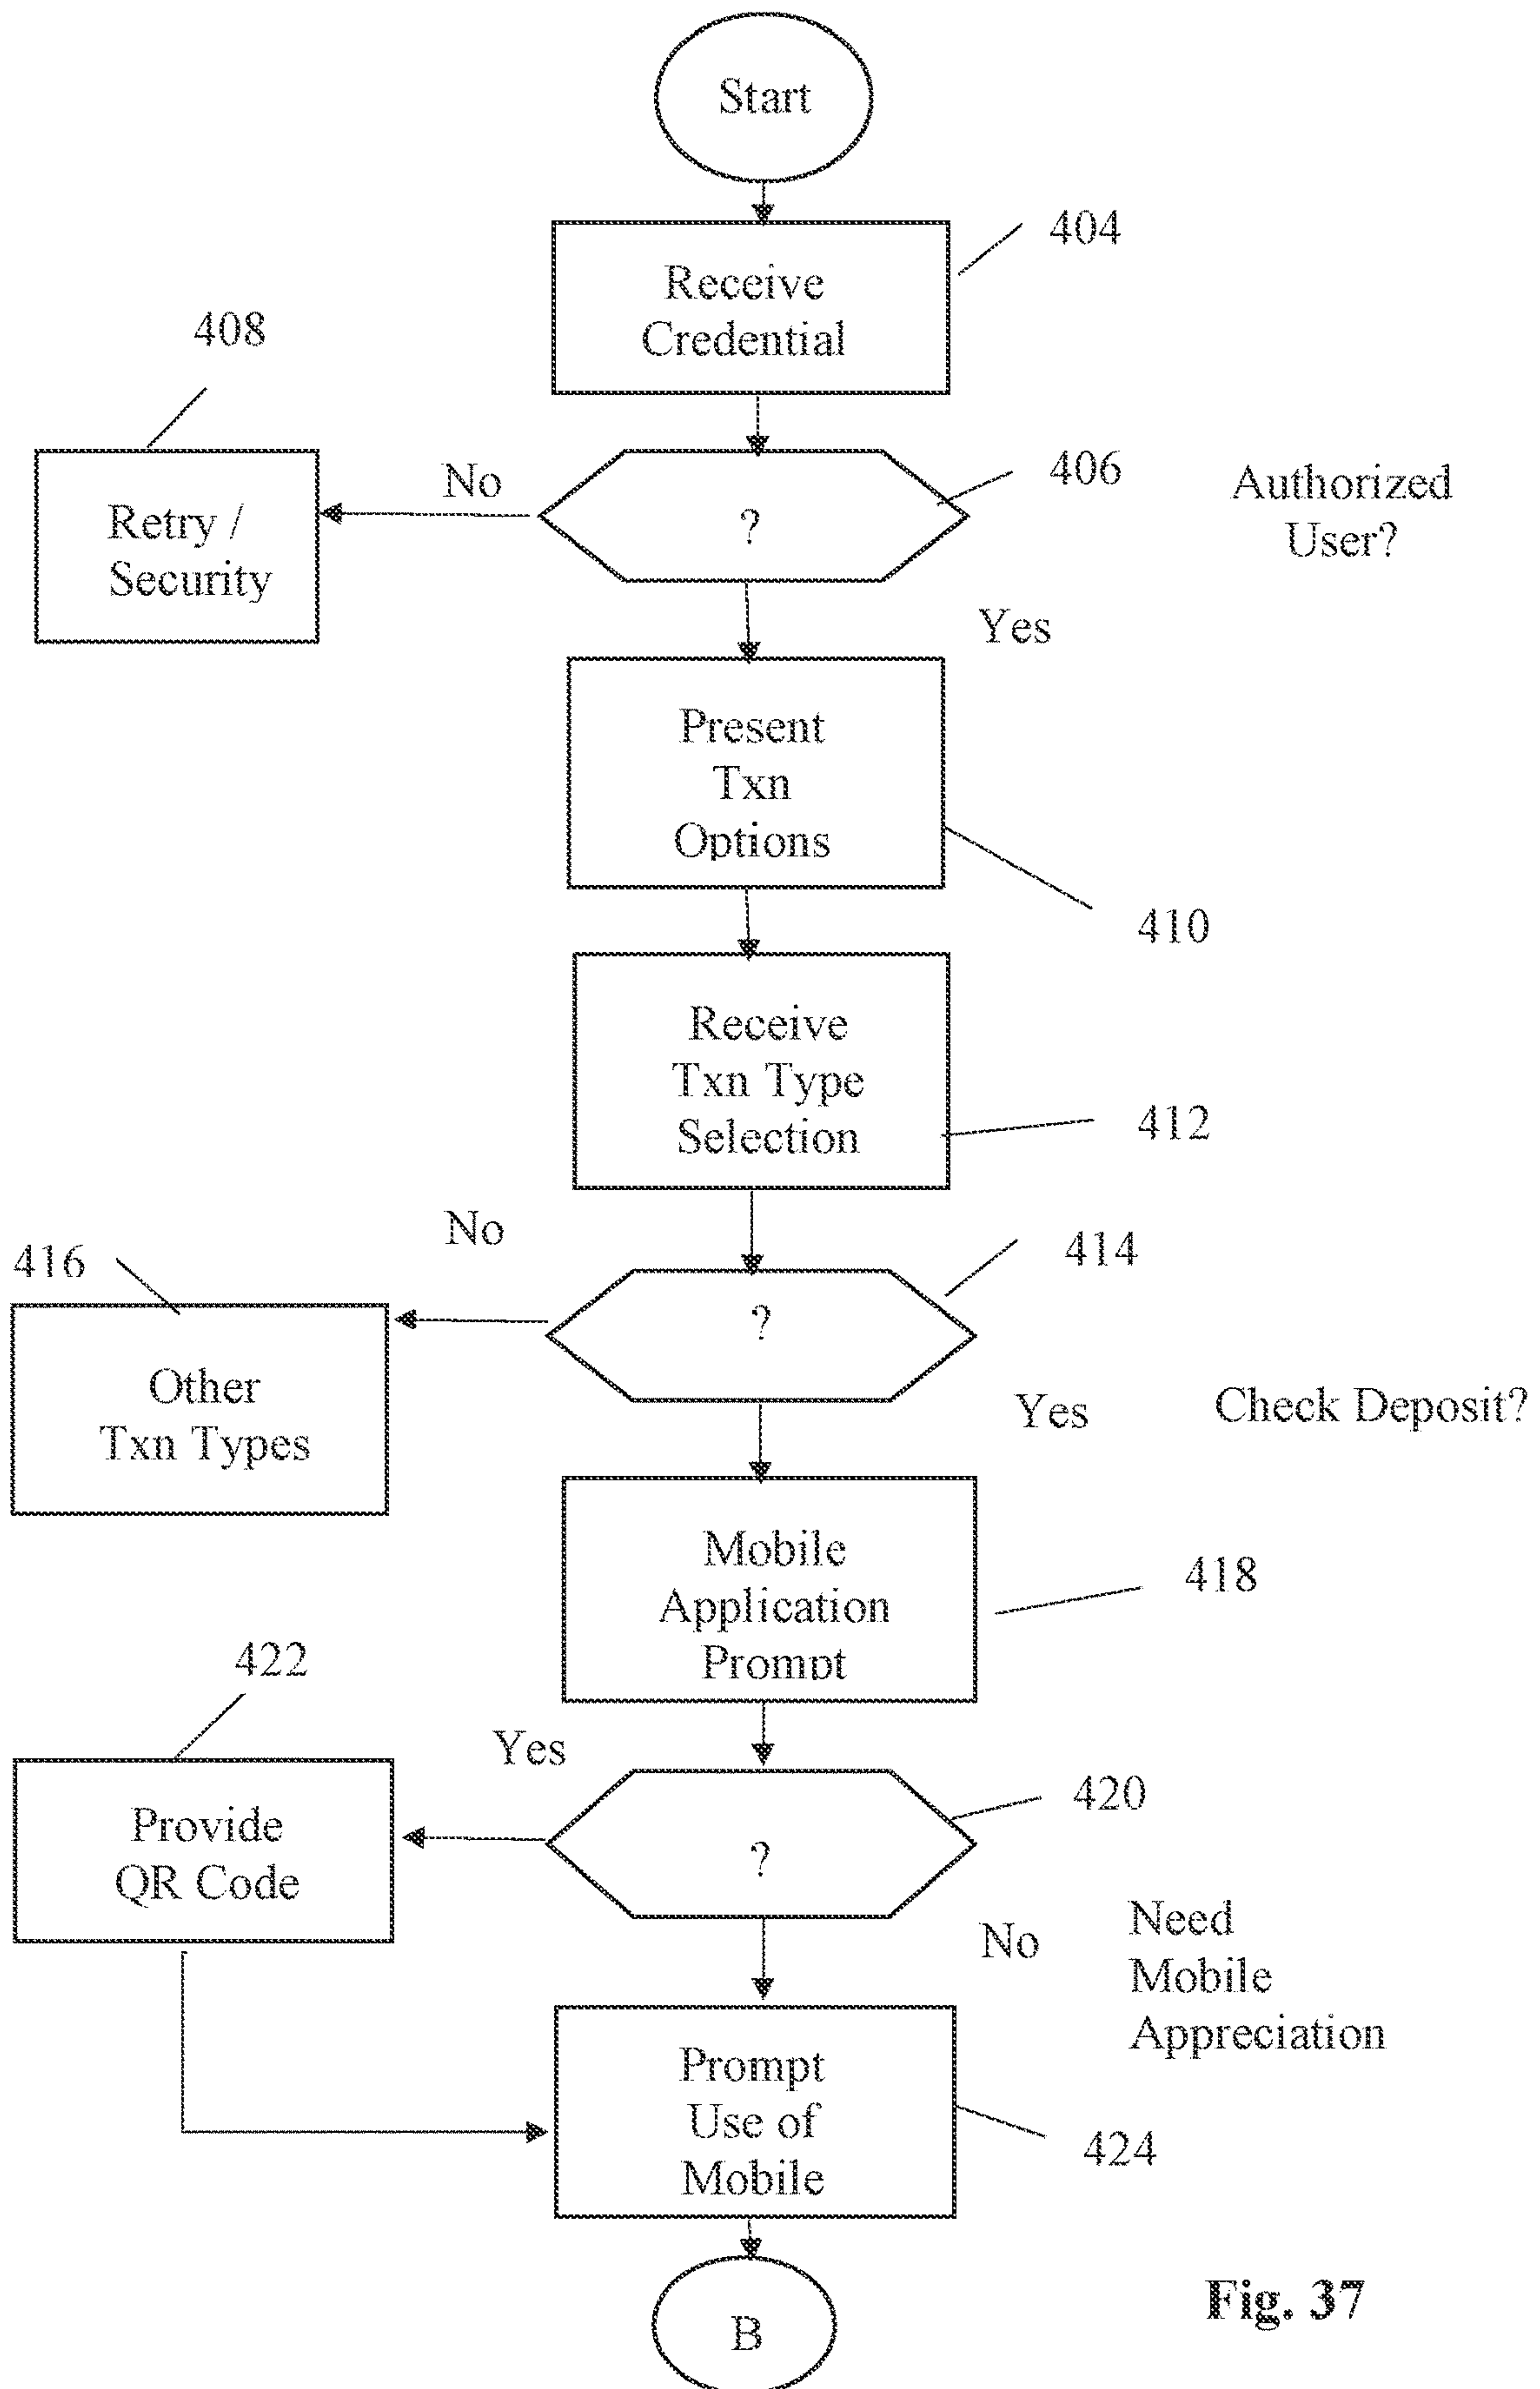 Start
404
Receive
Credential
408
No
406
Authorized
User?
?
Retry /
Security
Yes
Present
Txn
Options
410
Receive
Txn Type
Selection
412
No
414
416
?
Other
Txn Types
Yes
Check Deposit?
Mobile
Application
Prompt
418
422
Yes
420
Provide
QR Code
?
No
Need
Mobile
Appreciation
Prompt
Use of
Mobile
424
B
Fig. 37